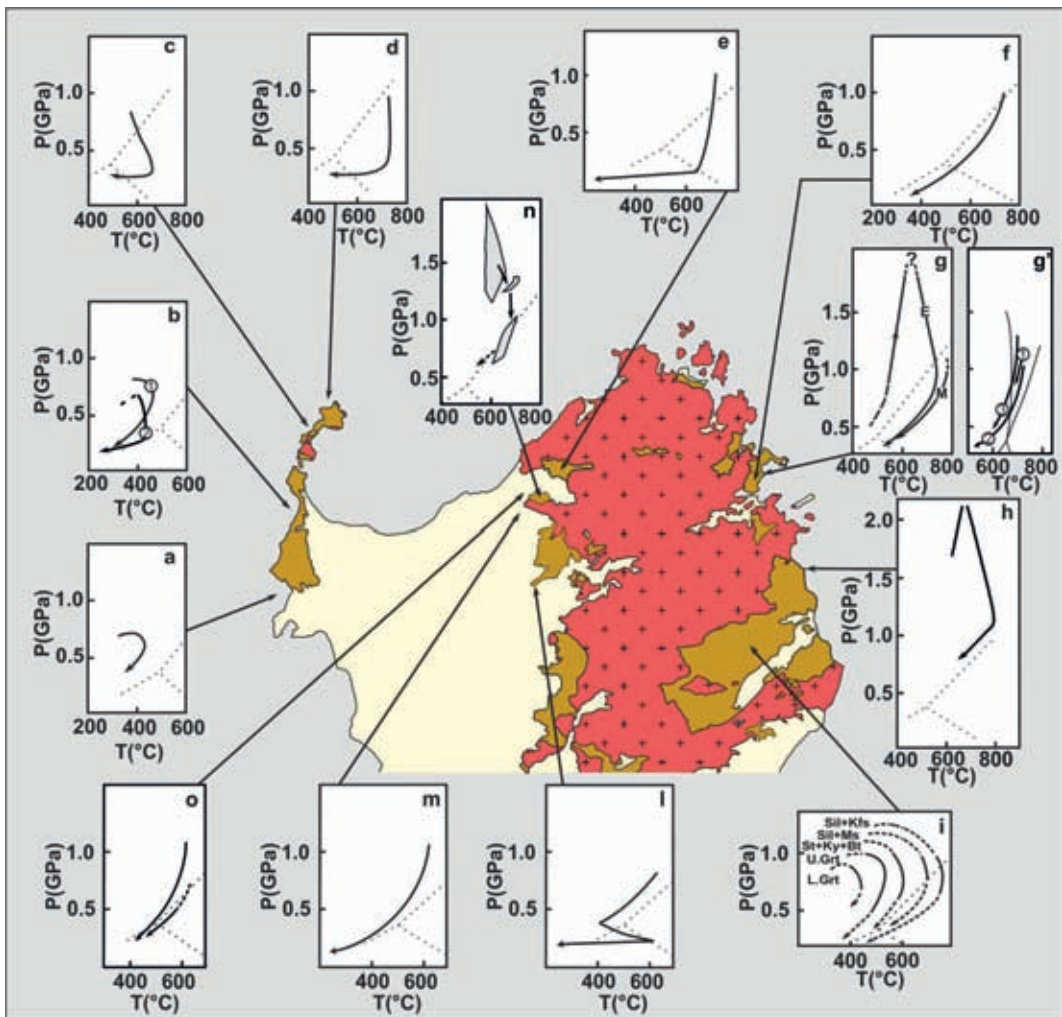 c
P(GPa)
1.0
0.5
400 600 800
T(°C)
d
P(GPa)
1.0
0.5
400 600 800
T(°C)
e
P(GPa)
1.0
0.5
400 600
T(°C)
f
P(GPa)
1.0
0.5
200 400 600 800
T(°C)
b
P(GPa)
1.0
0.5
1
2
200 400 600
T(°C)
n
P(GPa)
1.5
1.0
0.5
400 600 800
T(°C)
g
P(GPa)
?
E
M
1.5
1.0
0.5
400 600 800
T(°C)
g'
600 800
T(°C)
a
P(GPa)
1.0
0.5
200 400 600
T(°C)
h
P(GPa)
2.0
1.5
1.0
0.5
400 600 800
T(°C)
o
P(GPa)
1.0
0.5
400 600
T(°C)
m
P(GPa)
1.0
0.5
400 600
T(°C)
l
P(GPa)
1.0
0.5
400 600
T(°C)
i
P(GPa)
Sil+Kfs
Sil+Ms
St+Ky+Bt
U.Grt
L.Grt
1.0
0.5
400 600
T(°C)